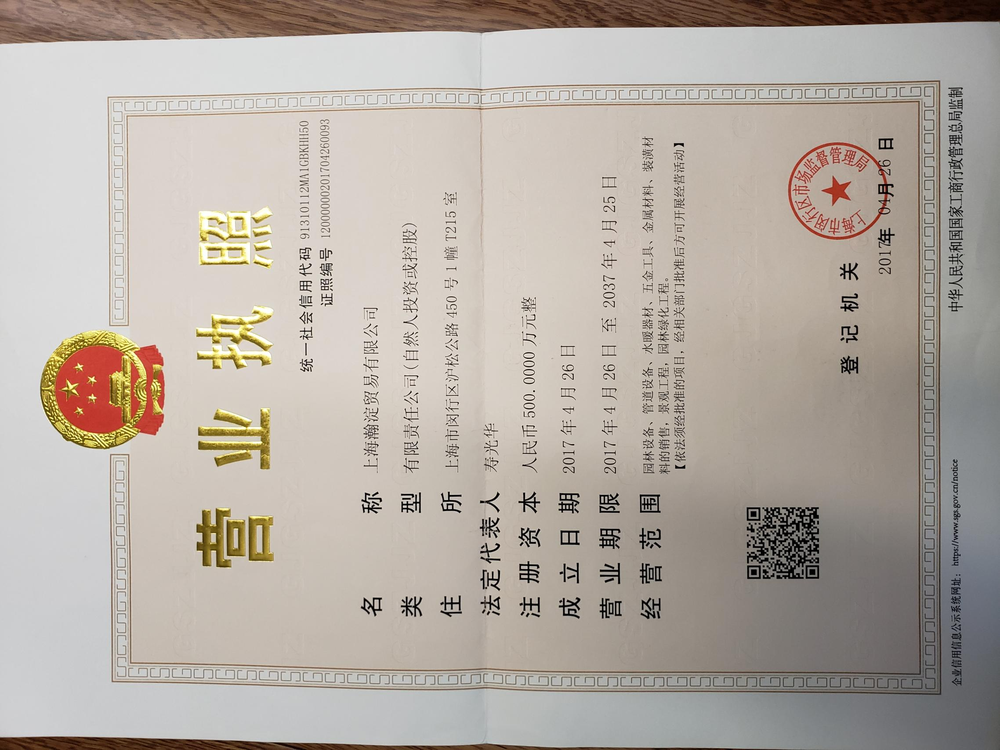 营业执照
统一社会信用代码 91310112MA1GBKHH50
证照编号 12000000201704260093
名称 上海瀚淀贸易有限公司
类型 有限责任公司(自然人投资或控股)
住所 上海市闵行区沪松公路 450 号 1 幢 T215 室
法定代表人 寿光华
注册资本 人民币 500.0000 万元整
成立日期 2017 年 4 月 26 日
营业期限 2017 年 4 月 26 日 至 2037 年 4 月 25 日
经营范围 园林设备、管道设备、水暖器材、五金工具、金属材料、装潢材
料的销售，景观工程，园林绿化工程。
【依法须经批准的项目，经相关部门批准后方可开展经营活动】
上海市闵行区市场监督管理局
登记机关
2017年 04月 26 日
企业信用信息公示系统网址： https://www.sgs.gov.cn/notice
中华人民共和国国家工商行政管理总局监制